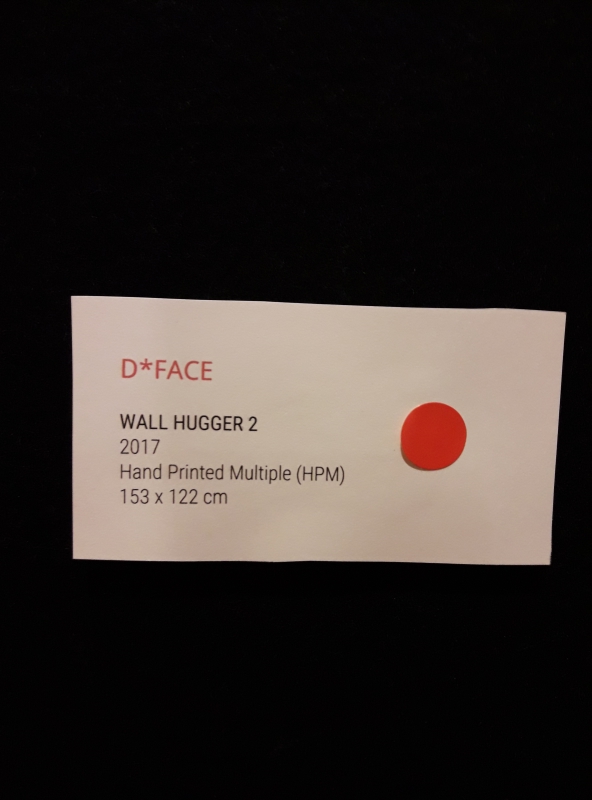 D*FACE
WALL HUGGER 2
2017
Hand Printed Multiple (HPM)
153 x 122 cm